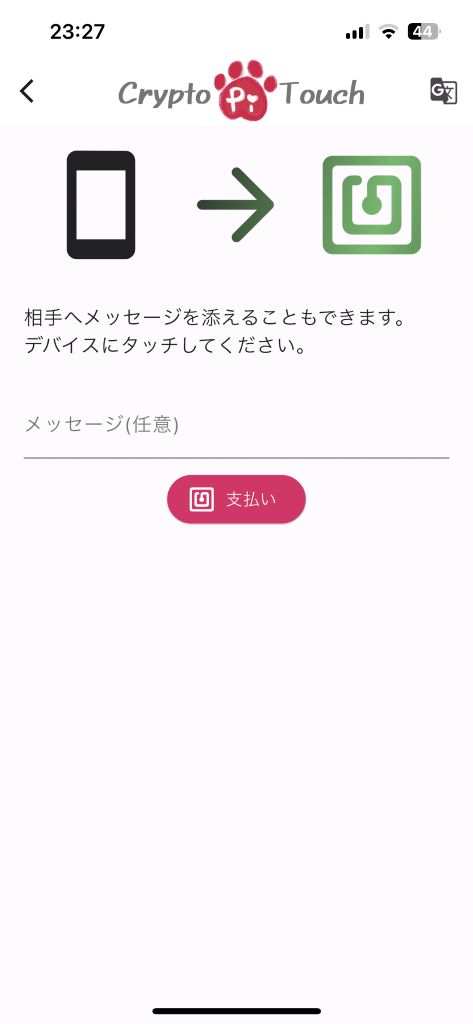 23:27
44
Crypto Pi Touch
相手へメッセージを添えることもできます。
デバイスにタッチしてください。
メッセージ(任意)
支払い